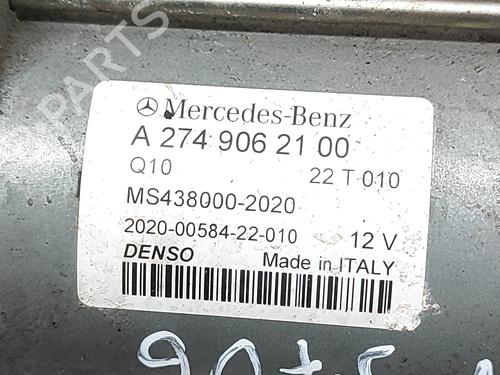 Mercedes-Benz
A 274 906 21 00
Q10 22 T 010
MS438000-2020
2020-00584-22-010 12 V
DENSO Made in ITALY